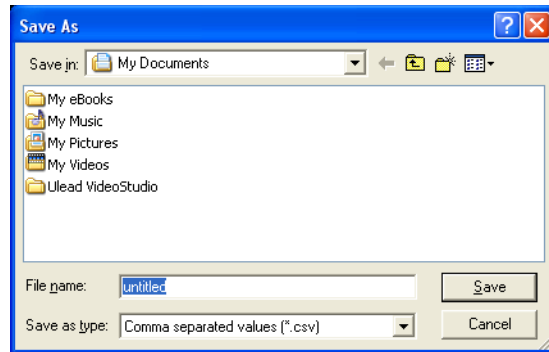 Save As
Save in: My Documents
My eBooks
My Music
My Pictures
My Videos
Ulead VideoStudio
File name: untitled Save
Save as type: Comma separated values (*.csv) Cancel